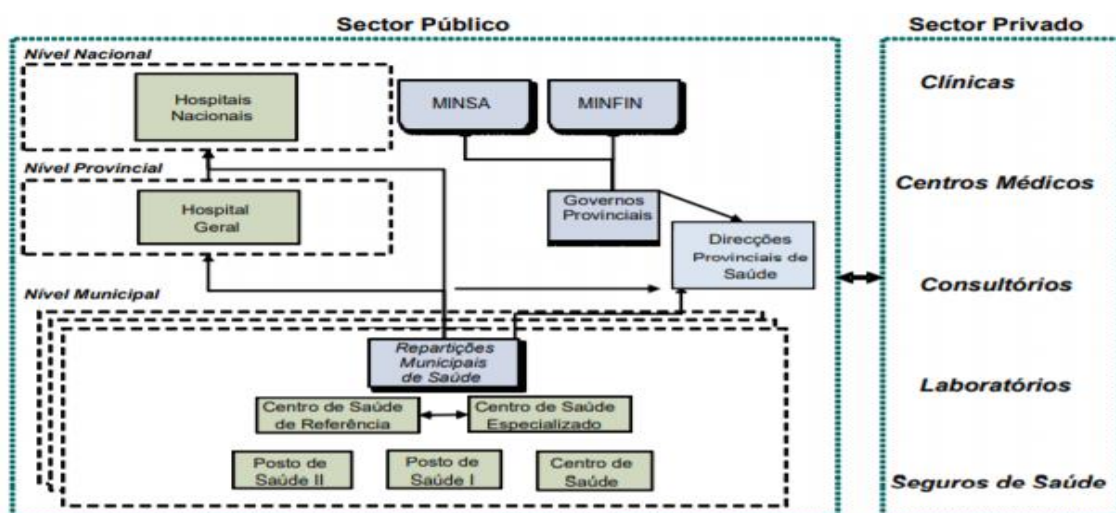 Sector Público
Sector Privado
Nível Nacional
Hospitais
Nacionais
MINSA
MINFIN
Clínicas
Nível Provincial
Hospital
Geral
Governos
Provinciais
Centros Médicos
Direcções
Provinciais de
Saúde
Nível Municipal
Consultórios
Repartições
Municipais
de Saúde
Centro de Saúde
de Referência
Centro de Saúde
Especializado
Laboratórios
Posto de
Saúde II
Posto de
Saúde I
Centro de
Saúde
Seguros de Saúde